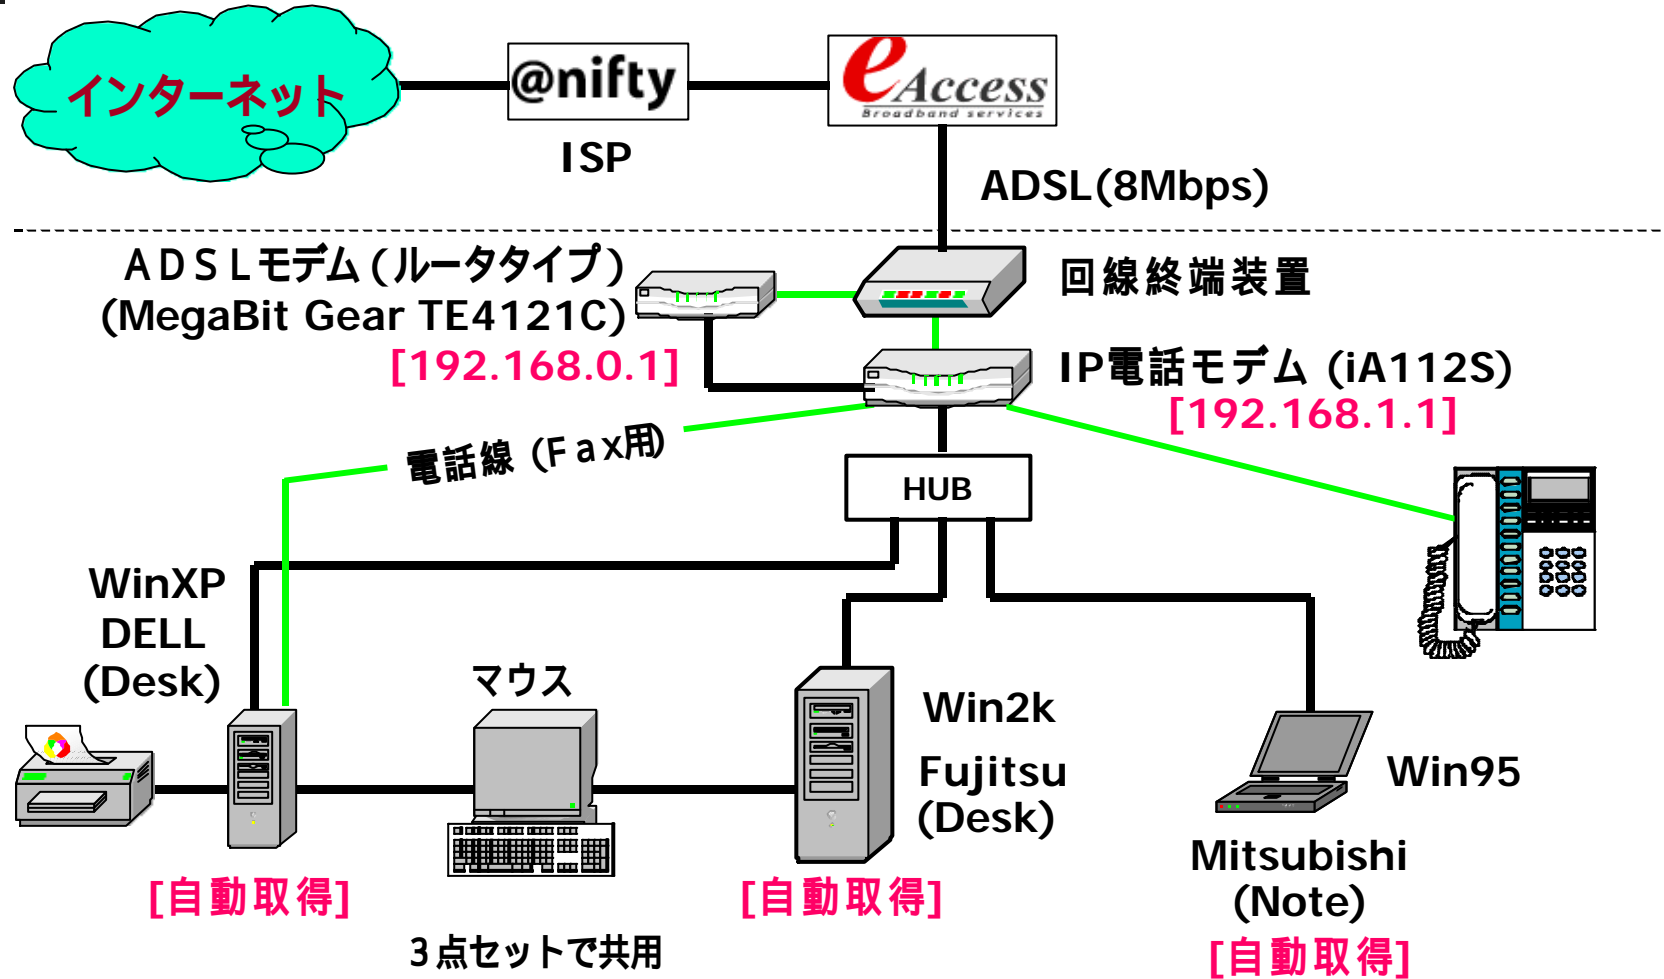 インターネット
@nifty
eAccess
Broadband services
ISP
ADSL(8Mbps)
ADSLモデム(ルータタイプ)
(MegaBit Gear TE4121C)
[192.168.0.1]
回線終端装置
IP電話モデム (iA112S)
[192.168.1.1]
電話線 (Fax用)
HUB
WinXP
DELL
(Desk)
マウス
Win2k
Fujitsu
(Desk)
Win95
Mitsubishi
(Note)
[自動取得]
[自動取得]
[自動取得]
3点セットで共用